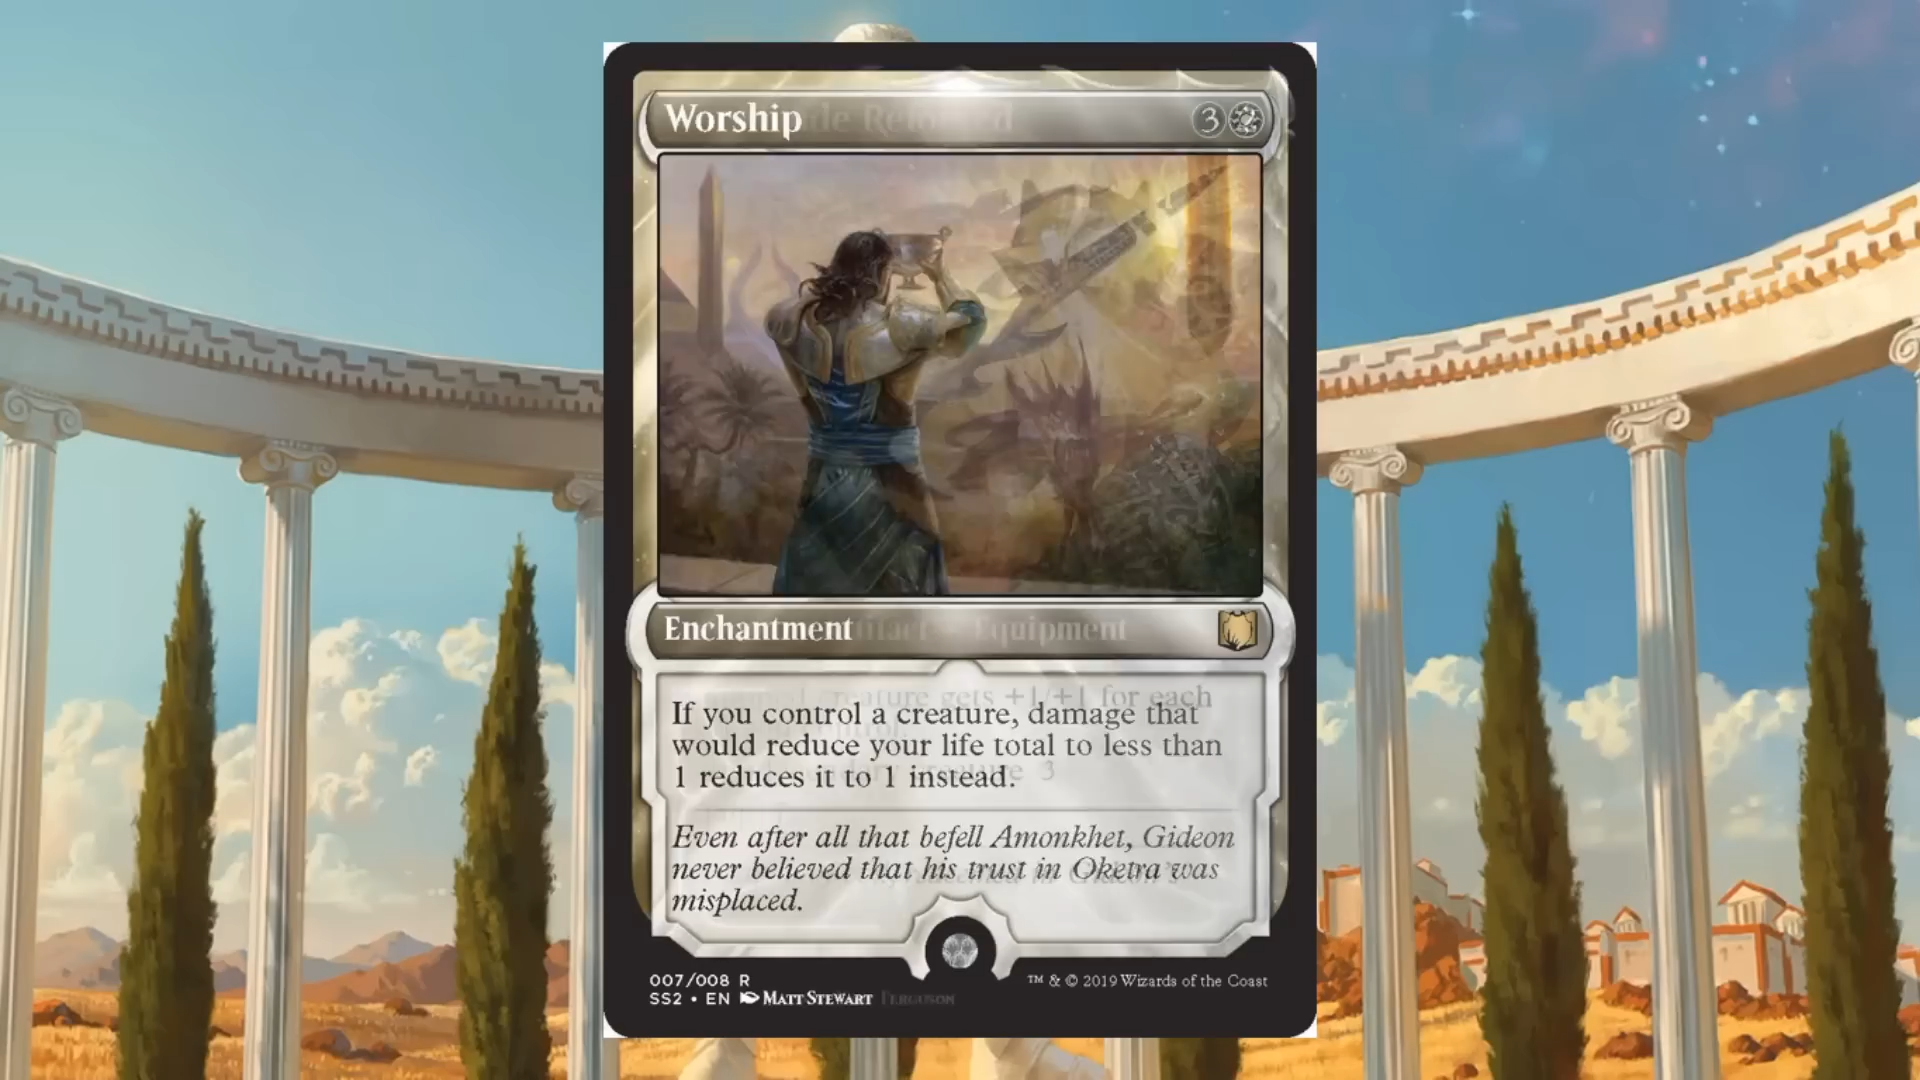 Worship
3
Enchantment
If you control a creature, damage that
would reduce your life total to less than
1 reduces it to 1 instead.
Even after all that befell Amonkhet, Gideon
never believed that his trust in Oketra was
misplaced.
007/008 R
SS2 • EN MATT STEWART
™ & © 2019 Wizards of the Coast